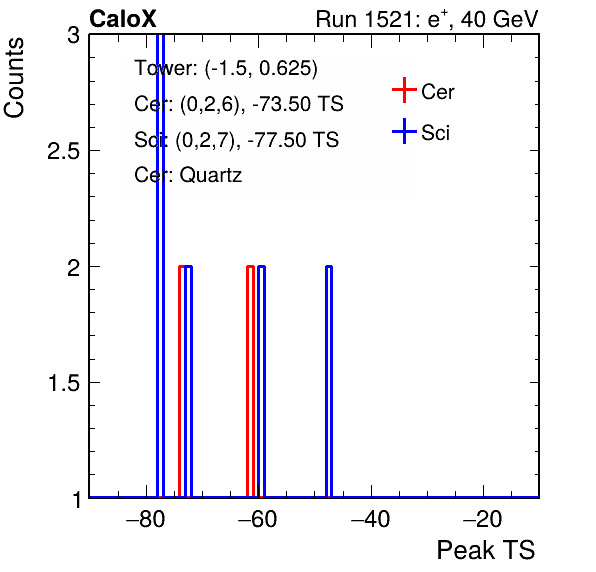 CaloX Run 1521: e+, 40 GeV
Counts
3
Tower: (-1.5, 0.625)
Cer: (0,2,6), -73.50 TS
Sci: (0,2,7), -77.50 TS
Cer: Quartz
Cer
Sci
2.5
2
1.5
1
−80 −60 −40 −20
Peak TS